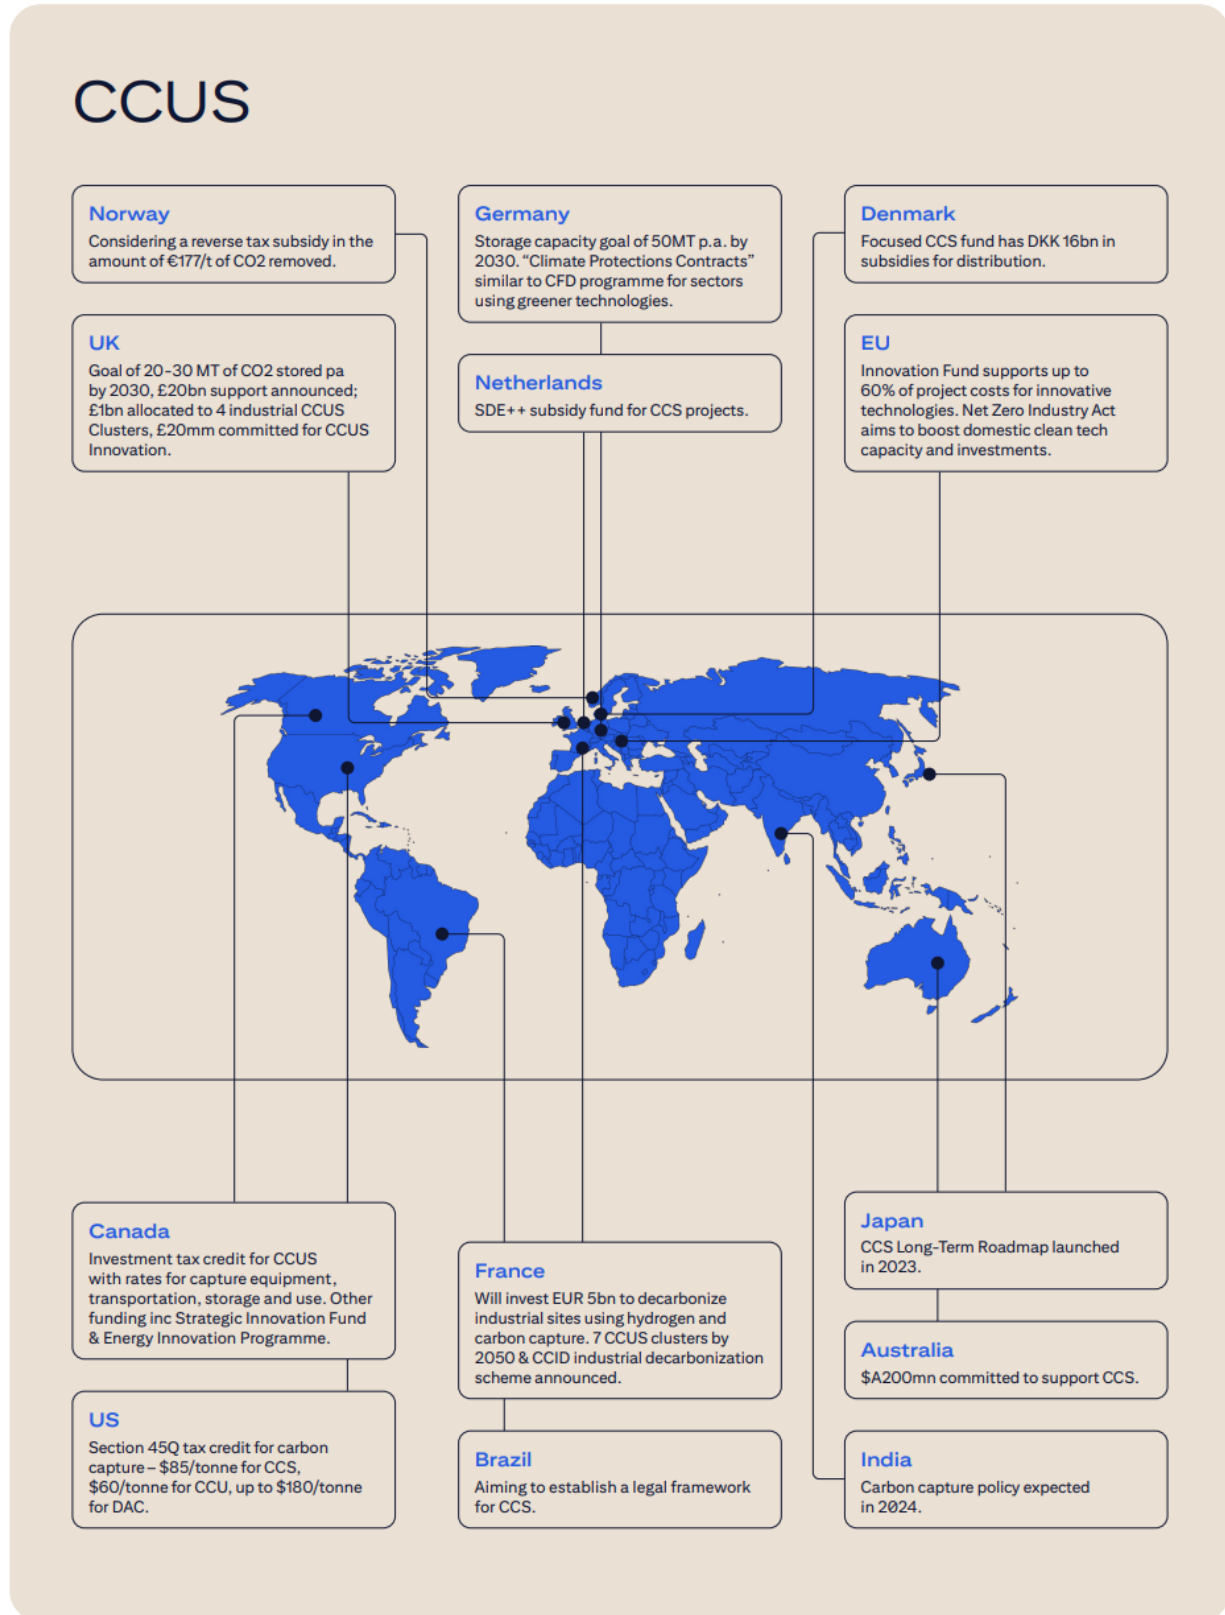 CCUS
Norway
Considering a reverse tax subsidy in the
amount of €177/t of CO2 removed.
Germany
Storage capacity goal of 50MT p.a. by
2030. “Climate Protections Contracts”
similar to CFD programme for sectors
using greener technologies.
Denmark
Focused CCS fund has DKK 16bn in
subsidies for distribution.
UK
Goal of 20-30 MT of CO2 stored pa
by 2030, £20bn support announced;
£1bn allocated to 4 industrial CCUS
Clusters, £20mm committed for CCUS
Innovation.
Netherlands
SDE++ subsidy fund for CCS projects.
EU
Innovation Fund supports up to
60% of project costs for innovative
technologies. Net Zero Industry Act
aims to boost domestic clean tech
capacity and investments.
Canada
Investment tax credit for CCUS
with rates for capture equipment,
transportation, storage and use. Other
funding inc Strategic Innovation Fund
& Energy Innovation Programme.
France
Will invest EUR 5bn to decarbonize
industrial sites using hydrogen and
carbon capture. 7 CCUS clusters by
2050 & CCID industrial decarbonization
scheme announced.
Japan
CCS Long-Term Roadmap launched
in 2023.
Australia
$A200mn committed to support CCS.
US
Section 45Q tax credit for carbon
capture – $85/tonne for CCS,
$60/tonne for CCU, up to $180/tonne
for DAC.
Brazil
Aiming to establish a legal framework
for CCS.
India
Carbon capture policy expected
in 2024.